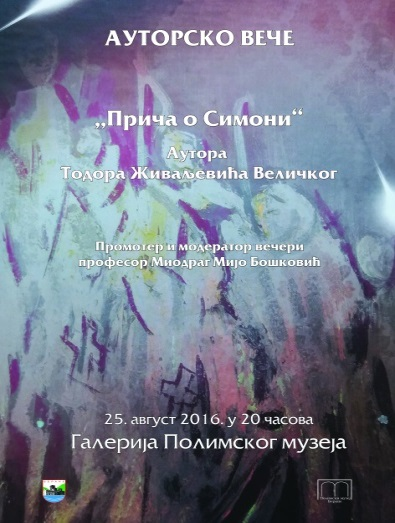 АУТОРСКО ВЕЧЕ
„Прича о Симони“
Аутора
Тодора Живаљевића Величког
Промотер и модератор вечери
професор Миодраг Мијо Бошковић
25. август 2016. у 20 часова
Галерија Полимског музеја